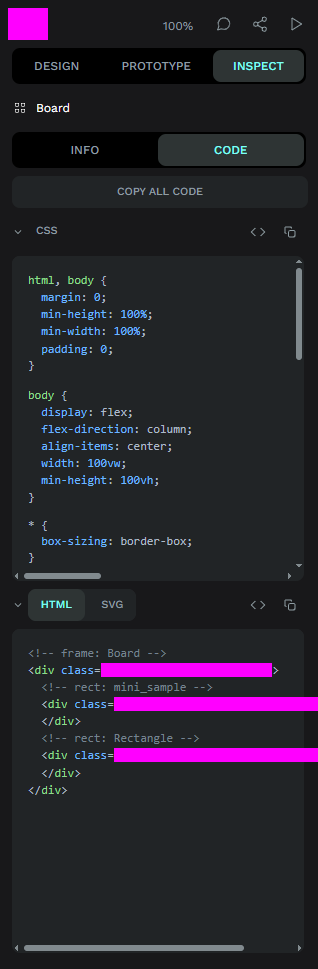 100%
DESIGN PROTOTYPE INSPECT
Board
INFO CODE
COPY ALL CODE
CSS
html, body {
margin: 0;
min-height: 100%;
min-width: 100%;
padding: 0;
}
body {
display: flex;
flex-direction: column;
align-items: center;
width: 100vw;
min-height: 100vh;
}
* {
box-sizing: border-box;
}
HTML SVG
<!-- frame: Board -->
<div class= >
<!-- rect: mini_sample -->
<div class=
</div>
<!-- rect: Rectangle -->
<div class=
</div>
</div>